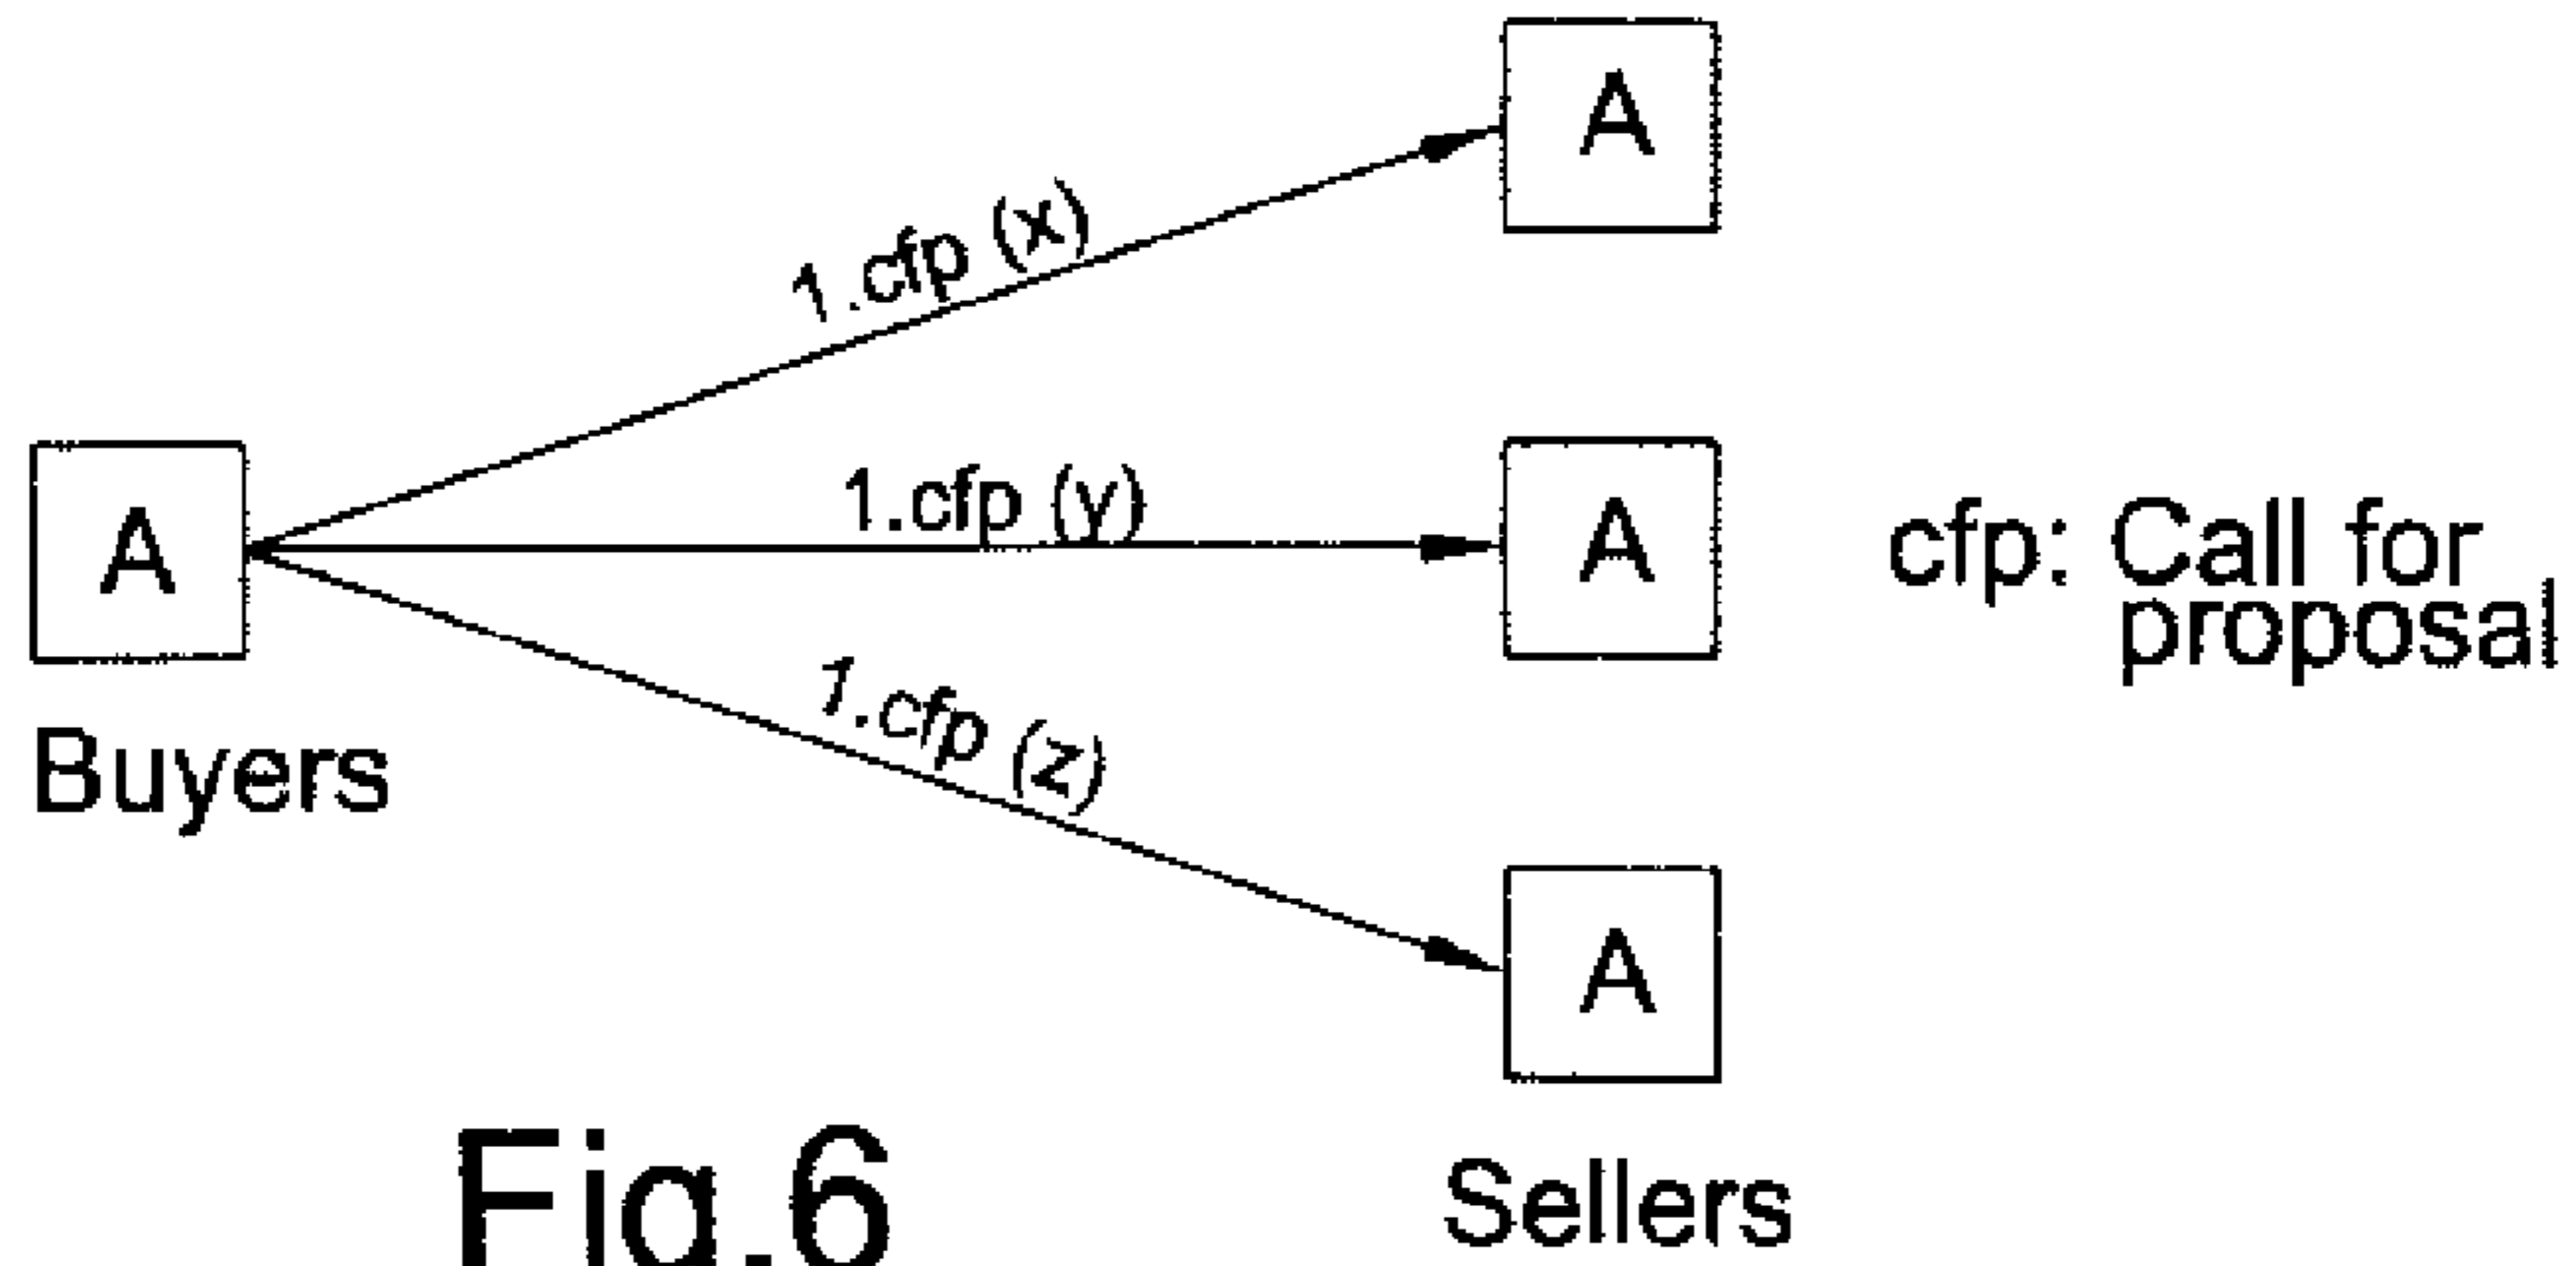 A
1.cfp (x)
A
1.cfp (y)
A
cfp: Call for
proposal
1.cfp (z)
Buyers
A
Sellers
Fig.6